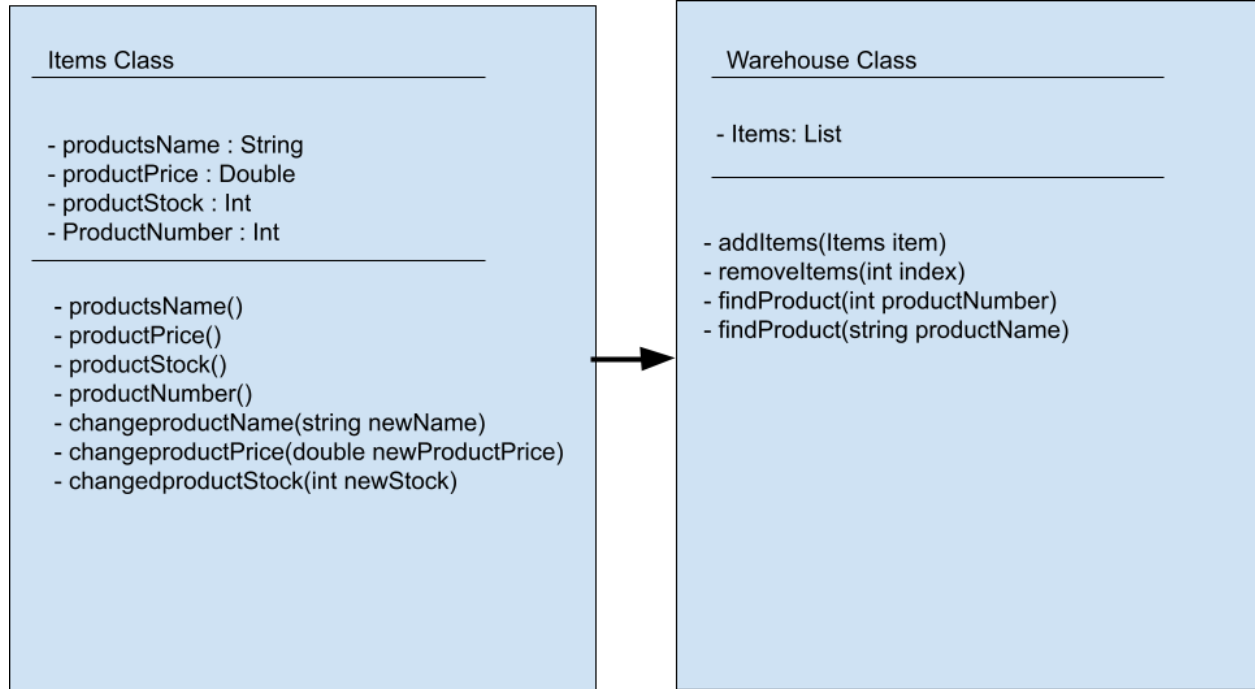 Items Class
- productsName : String
- productPrice : Double
- productStock : Int
- ProductNumber : Int
- productsName()
- productPrice()
- productStock()
- productNumber()
- changeproductName(string newName)
- changeproductPrice(double newProductPrice)
- changedproductStock(int newStock)
Warehouse Class
- Items: List
- addItems(Items item)
- removeItems(int index)
- findProduct(int productNumber)
- findProduct(string productName)